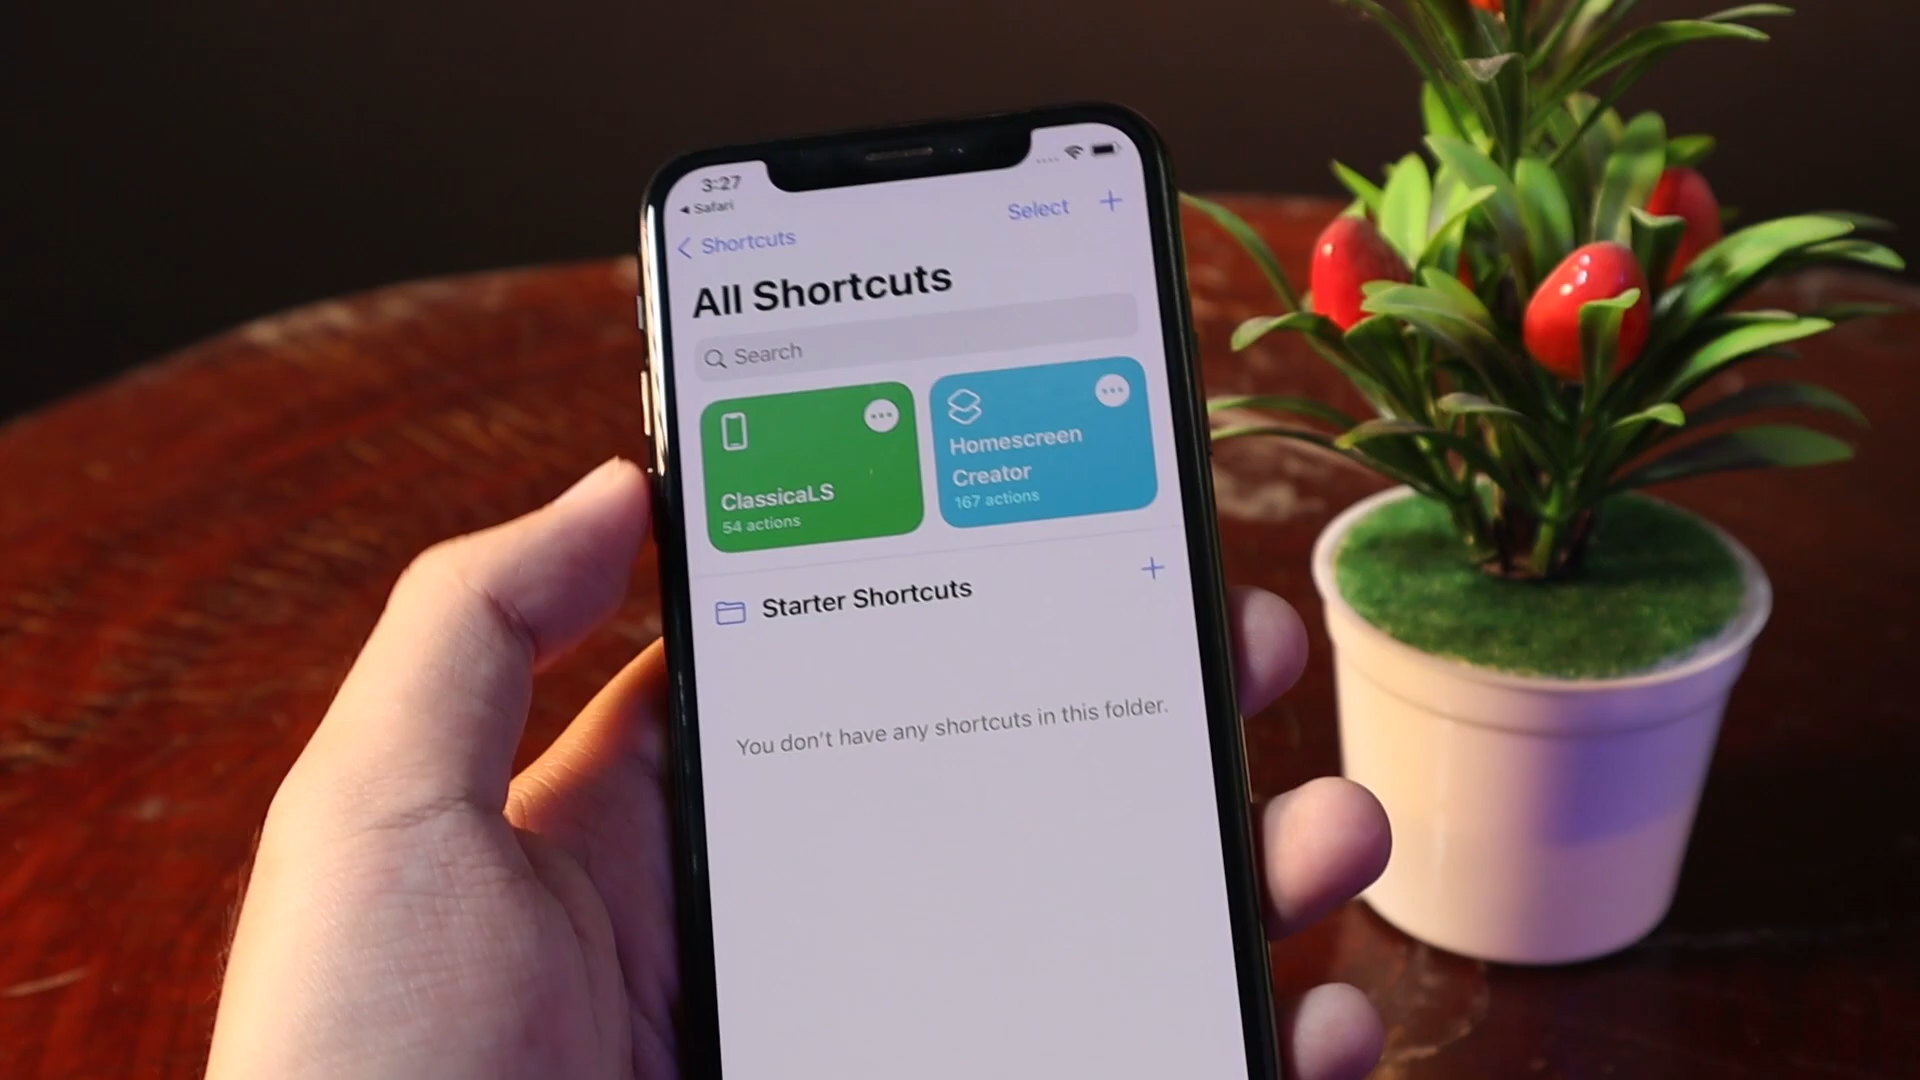 3:27
◀ Safari
Shortcuts
Select +
All Shortcuts
Search
ClassicaLS
54 actions
Homescreen
Creator
167 actions
Starter Shortcuts +
You don't have any shortcuts in this folder.